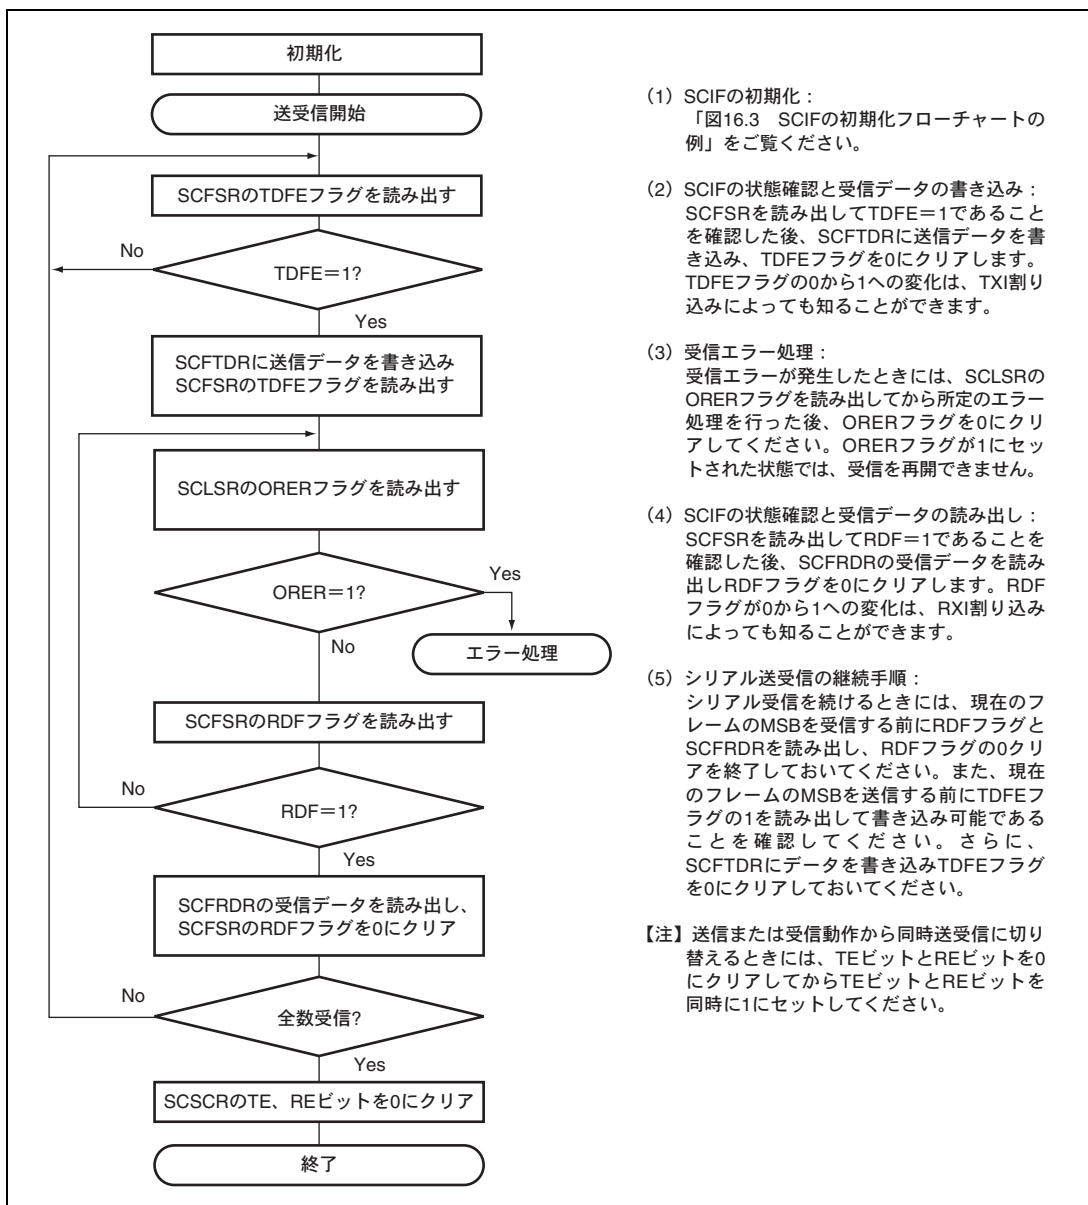 初期化
送受信開始
SCFSRのTDFEフラグを読み出す
No
TDFE=1?
Yes
SCFTDRに送信データを書き込み
SCFSRのTDFEフラグを読み出す
SCLSRのORERフラグを読み出す
Yes
ORER=1?
No
エラー処理
SCFSRのRDFフラグを読み出す
No
RDF=1?
Yes
SCFRDRの受信データを読み出し、
SCFSRのRDFフラグを0にクリア
No
全数受信?
Yes
SCSCRのTE、REビットを0にクリア
終了
(1) SCIFの初期化:
「図16.3 SCIFの初期化フローチャートの
例」をご覧ください。
(2) SCIFの状態確認と受信データの書き込み:
SCFSRを読み出してTDFE=1であること
を確認した後、SCFTDRに送信データを書
き込み、TDFEフラグを0にクリアします。
TDFEフラグの0から1への変化は、TXI割り
込みによっても知ることができます。
(3) 受信エラー処理:
受信エラーが発生したときには、SCLSRの
ORERフラグを読み出してから所定のエラー
処理を行った後、ORERフラグを0にクリ
アしてください。ORERフラグが1にセッ
トされた状態では、受信を再開できません。
(4) SCIFの状態確認と受信データの読み出し:
SCFSRを読み出してRDF=1であることを
確認した後、SCFRDRの受信データを読み
出しRDFフラグを0にクリアします。RDF
フラグが0から1への変化は、RXI割り込み
によっても知ることができます。
(5) シリアル送受信の継続手順:
シリアル受信を続けるときには、現在のフ
レームのMSBを受信する前にRDFフラグと
SCFRDRを読み出し、RDFフラグの0クリ
アを終了しておいてください。また、現在
のフレームのMSBを送信する前にTDFEフ
ラグの1を読み出して書き込み可能である
ことを確認してください。さらに、
SCFTDRにデータを書き込みTDFEフラグ
を0にクリアしておいてください。
【注】送信または受信動作から同時送受信に切り
替えるときには、TEビットとREビットを0
にクリアしてからTEビットとREビットを
同時に1にセットしてください。